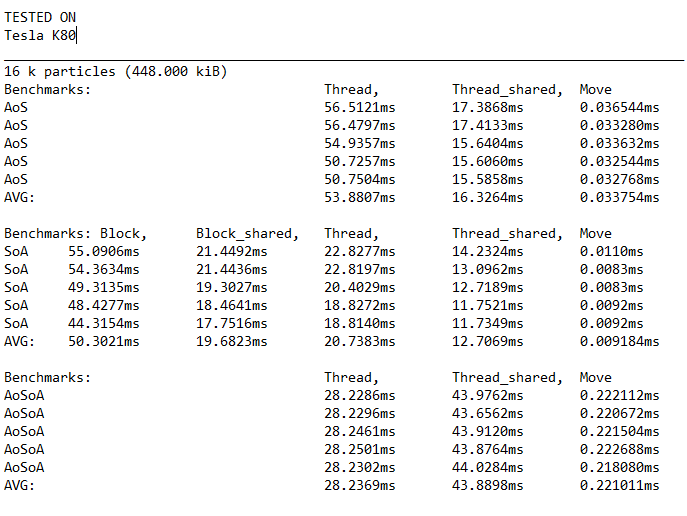 TESTED ON
Tesla K80
16 k particles (448.000 kiB)
Benchmarks: Thread, Thread_shared, Move
AoS 56.5121ms 17.3868ms 0.036544ms
AoS 56.4797ms 17.4133ms 0.033280ms
AoS 54.9357ms 15.6404ms 0.033632ms
AoS 50.7257ms 15.6060ms 0.032544ms
AoS 50.7504ms 15.5858ms 0.032768ms
AVG: 53.8807ms 16.3264ms 0.033754ms
Benchmarks: Block, Block_shared, Thread, Thread_shared, Move
SoA 55.0906ms 21.4492ms 22.8277ms 14.2324ms 0.0110ms
SoA 54.3634ms 21.4436ms 22.8197ms 13.0962ms 0.0083ms
SoA 49.3135ms 19.3027ms 20.4029ms 12.7189ms 0.0083ms
SoA 48.4277ms 18.4641ms 18.8272ms 11.7521ms 0.0092ms
SoA 44.3154ms 17.7516ms 18.8140ms 11.7349ms 0.0092ms
AVG: 50.3021ms 19.6823ms 20.7383ms 12.7069ms 0.009184ms
Benchmarks: Thread, Thread_shared, Move
AoSoA 28.2286ms 43.9762ms 0.222112ms
AoSoA 28.2296ms 43.6562ms 0.220672ms
AoSoA 28.2461ms 43.9120ms 0.221504ms
AoSoA 28.2501ms 43.8764ms 0.222688ms
AoSoA 28.2302ms 44.0284ms 0.218080ms
AVG: 28.2369ms 43.8898ms 0.221011ms